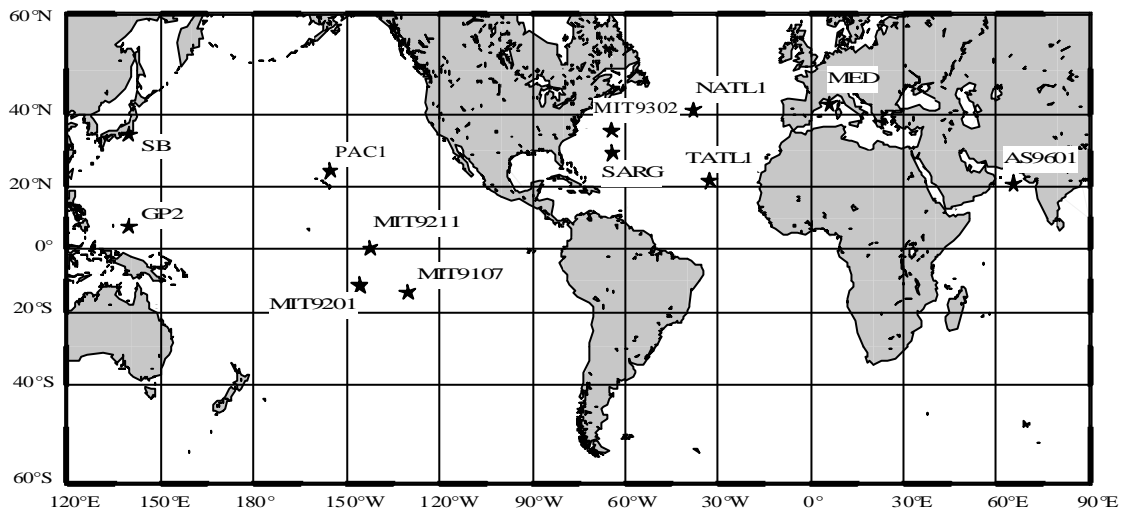 60°N
MED
NATL1
MIT9302
40°N
SB
PAC1
TATL1
AS9601
SARG
20°N
GP2
MIT9211
0°
MIT9107
MIT9201
20°S
40°S
60°S
120°E 150°E 180° 150°W 120°W 90°W 60°W 30°W 0° 30°E 60°E 90°E